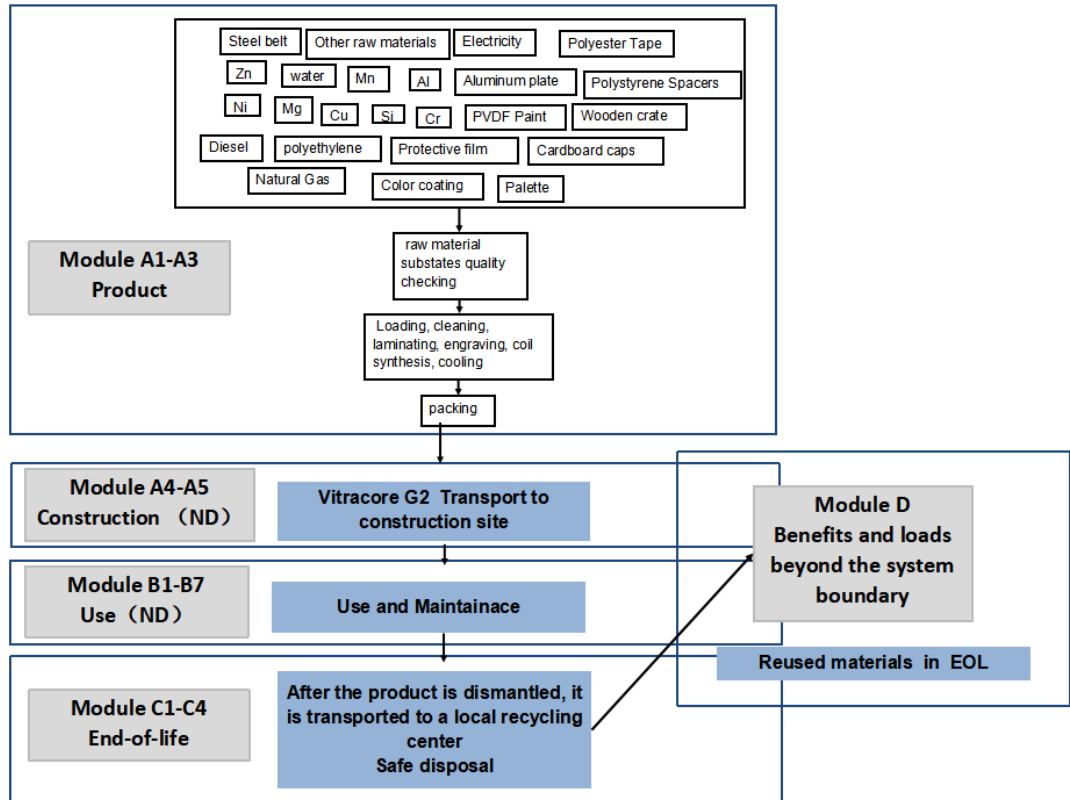 Steel belt
Other raw materials
Electricity
Polyester Tape
Zn
water
Mn
Al
Aluminum plate
Polystyrene Spacers
Ni
Mg
Cu
Si
Cr
PVDF Paint
Wooden crate
Diesel
polyethylene
Protective film
Cardboard caps
Natural Gas
Color coating
Palette
Module A1-A3
Product
raw material
substates quality
checking
Loading, cleaning,
laminating, engraving, coil
synthesis, cooling
packing
Module A4-A5
Construction （ND）
Vitracore G2 Transport to
construction site
Module D
Benefits and loads
beyond the system
boundary
Module B1-B7
Use（ND）
Use and Maintainace
Reused materials in EOL
Module C1-C4
End-of-life
After the product is dismantled, it
is transported to a local recycling
center
Safe disposal